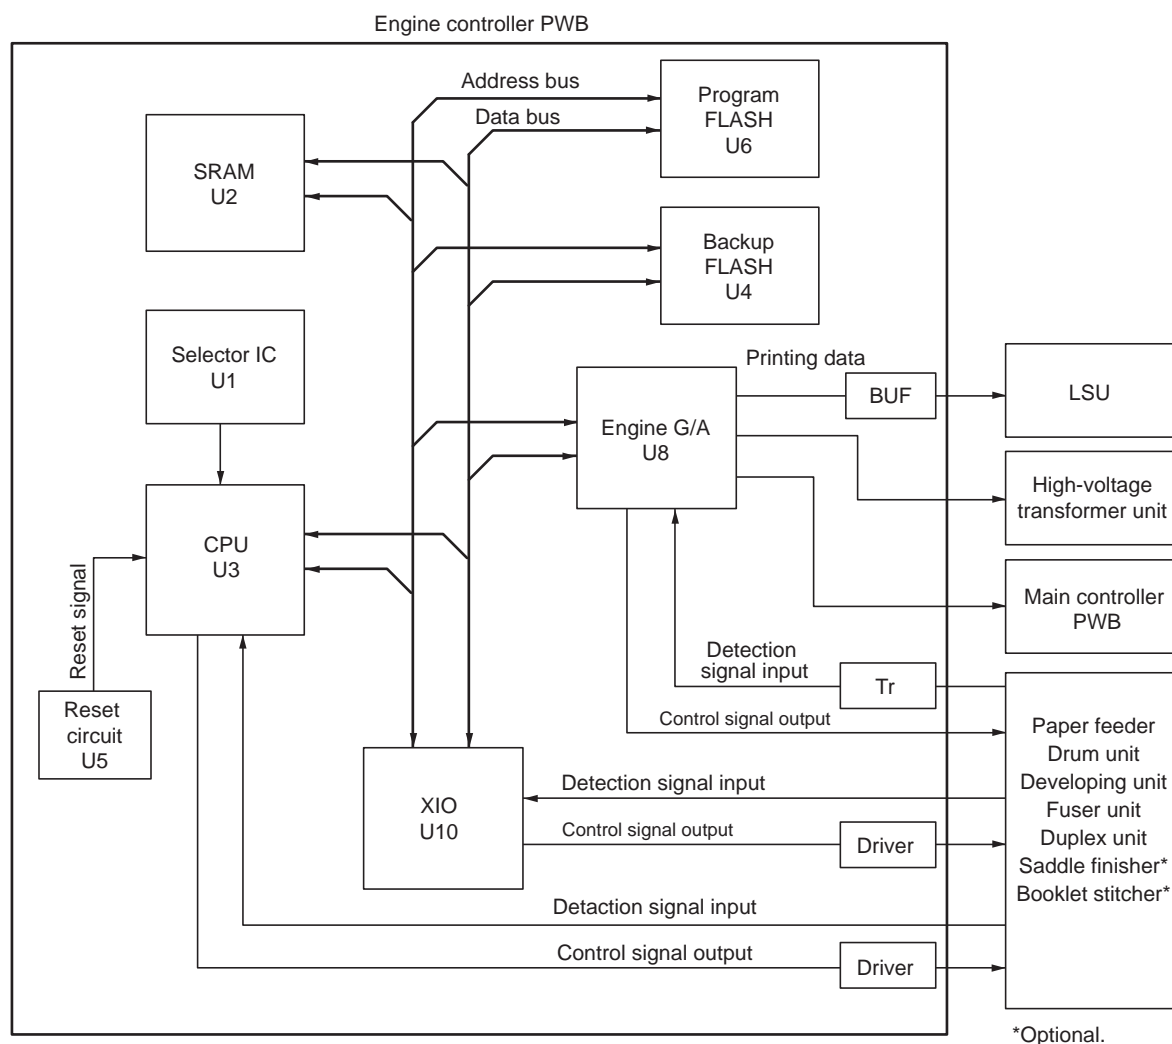 Engine controller PWB
Address bus
Data bus
Program
FLASH
U6
SRAM
U2
Backup
FLASH
U4
Selector IC
U1
Printing data
BUF
LSU
Engine G/A
U8
High-voltage
transformer unit
CPU
U3
Reset signal
Main controller
PWB
Detection
signal input
Tr
Reset
circuit
U5
Control signal output
Paper feeder
Drum unit
Developing unit
Fuser unit
Duplex unit
Saddle finisher*
Booklet stitcher*
XIO
U10
Detection signal input
Control signal output
Driver
Detaction signal input
Control signal output
Driver
*Optional.